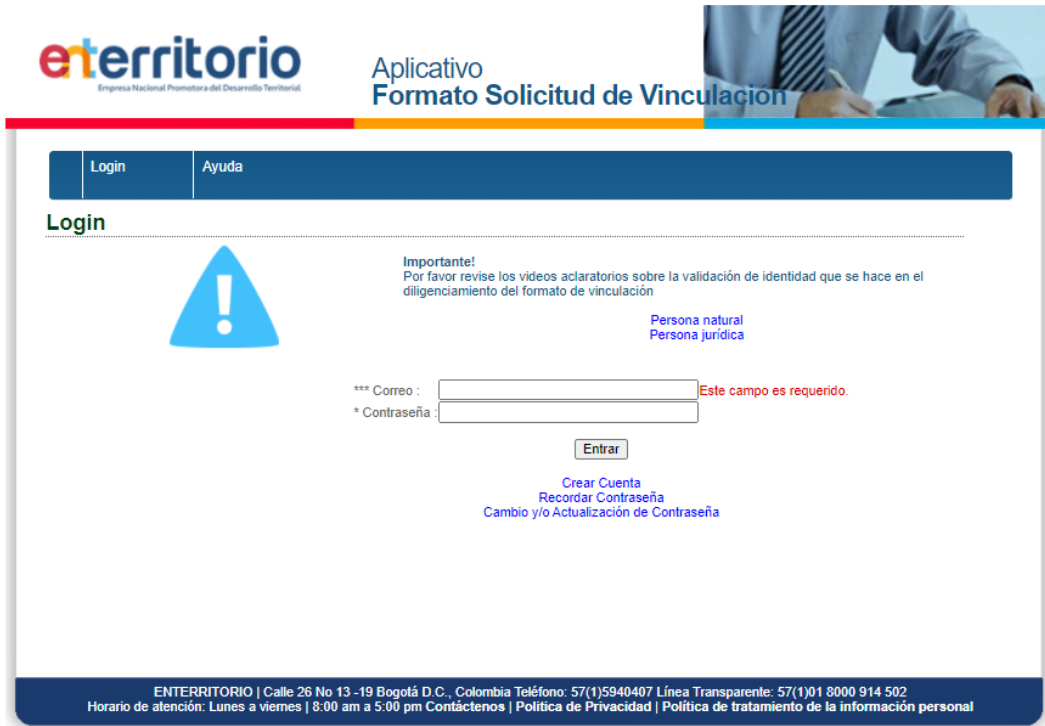 enterritorio
Empresa Nacional Promotora del Desarrollo Territorial
Aplicativo
Formato Solicitud de Vinculación
Login
Ayuda
Login
Importante!
Por favor revise los videos aclaratorios sobre la validación de identidad que se hace en el
diligenciamiento del formato de vinculación
Persona natural
Persona jurídica
*** Correo :
Este campo es requerido.
* Contraseña :
Entrar
Crear Cuenta
Recordar Contraseña
Cambio y/o Actualización de Contraseña
ENTERRITORIO | Calle 26 No 13 -19 Bogotá D.C., Colombia Teléfono: 57(1)5940407 Línea Transparente: 57(1)01 8000 914 502
Horario de atención: Lunes a viernes | 8:00 am a 5:00 pm Contáctenos | Politica de Privacidad | Política de tratamiento de la información personal